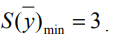 S(y̅)ₘᵢₙ = 3 .